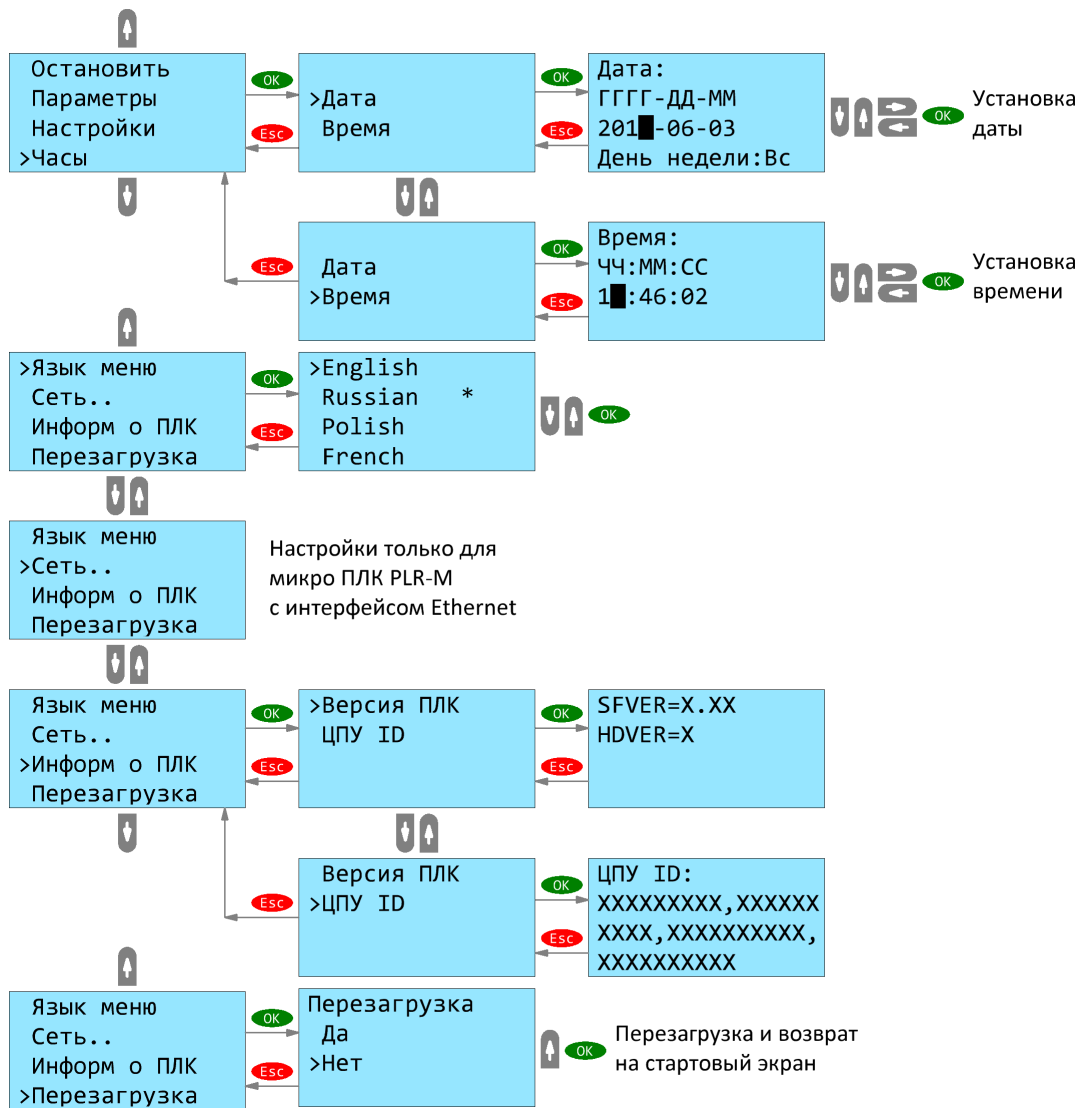 Остановить
Параметры
Настройки
>Часы
OK
Esc
>Дата
Время
OK
Esc
Дата:
ГГГГ-ДД-ММ
201█-06-03
День недели:Вс
OK
Установка
даты
Esc
Дата
>Время
OK
Esc
Время:
ЧЧ:ММ:СС
1█:46:02
OK
Установка
времени
>Язык меню
Сеть..
Информ о ПЛК
Перезагрузка
OK
Esc
>English
Russian *
Polish
French
OK
Язык меню
>Сеть..
Информ о ПЛК
Перезагрузка
Настройки только для
микро ПЛК PLR-M
с интерфейсом Ethernet
Язык меню
Сеть..
>Информ о ПЛК
Перезагрузка
OK
Esc
>Версия ПЛК
ЦПУ ID
OK
Esc
SFVER=X.XX
HDVER=X
Esc
Версия ПЛК
>ЦПУ ID
OK
Esc
ЦПУ ID:
XXXXXXXXX,XXXXXX
XXXX,XXXXXXXXXX,
XXXXXXXXXX
Язык меню
Сеть..
Информ о ПЛК
>Перезагрузка
OK
Esc
Перезагрузка
Да
>Нет
OK
Перезагрузка и возврат
на стартовый экран